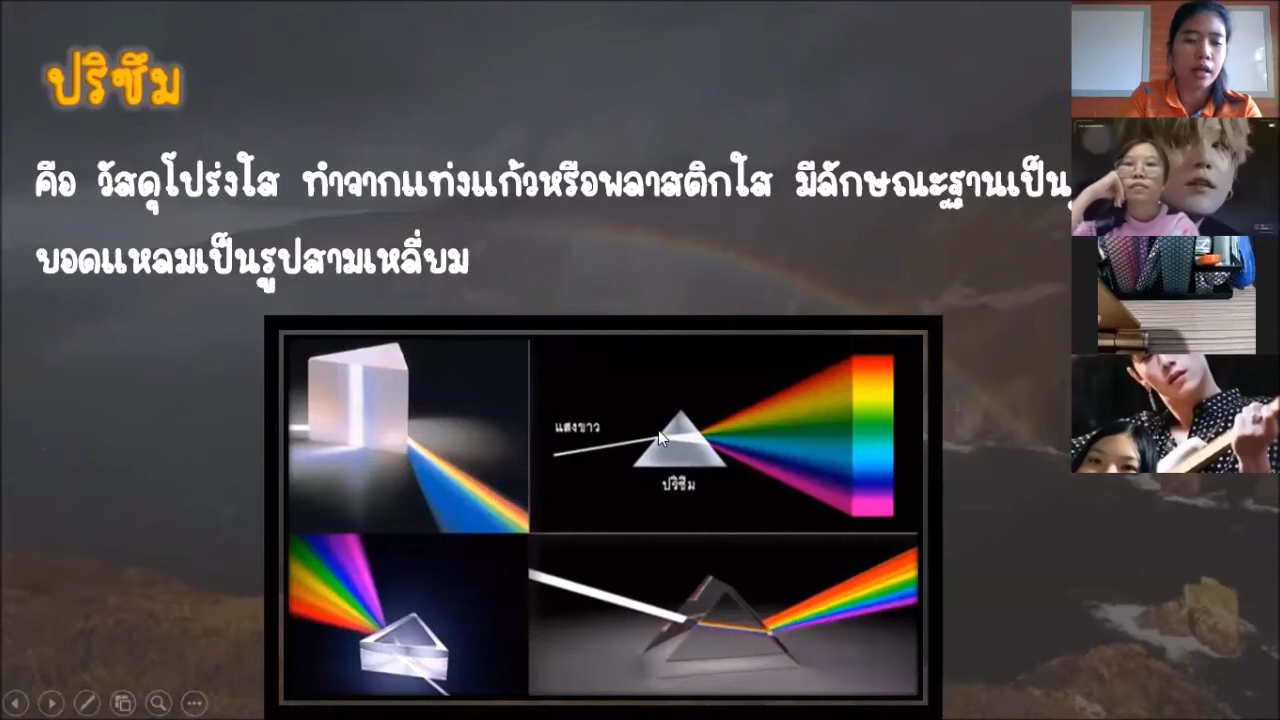 ปริซึม
คือ วัสดุโปร่งใส ทำจากแท่งแก้วหรือพลาสติกใส มีลักษณะฐานเป็น
ยอดแหลมเป็นรูปสามเหลี่ยม
แสงขาว
ปริซึม